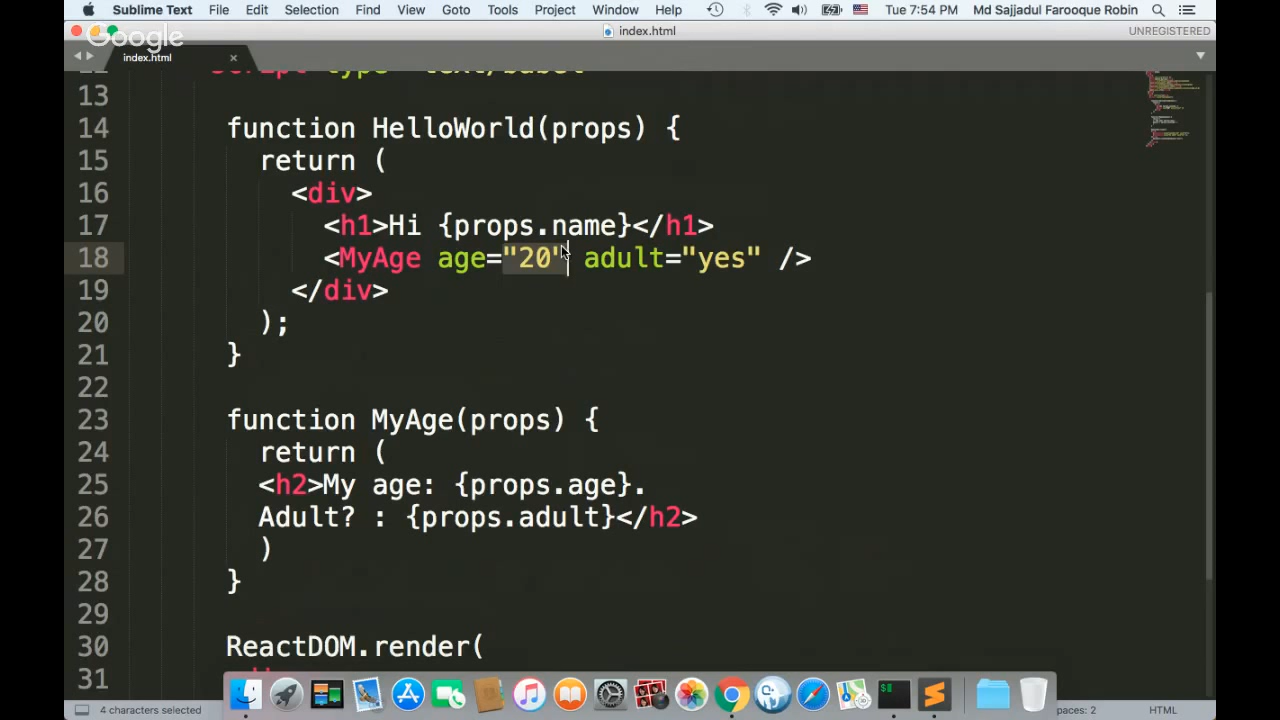 Sublime Text File Edit Selection Find View Goto Tools Project Window Help Tue 7:54 PM Md Sajjadul Farooque Robin
Google
index.html
UNREGISTERED
index.html
13
14 function HelloWorld(props) {
15 return (
16 <div>
17 <h1>Hi {props.name}</h1>
18 <MyAge age="20" adult="yes" />
19 </div>
20 );
21 }
22
23 function MyAge(props) {
24 return (
25 <h2>My age: {props.age}.
26 Adult? : {props.adult}</h2>
27 )
28 }
29
30 ReactDOM.render(
31
4 characters selected
paces: 2 HTML